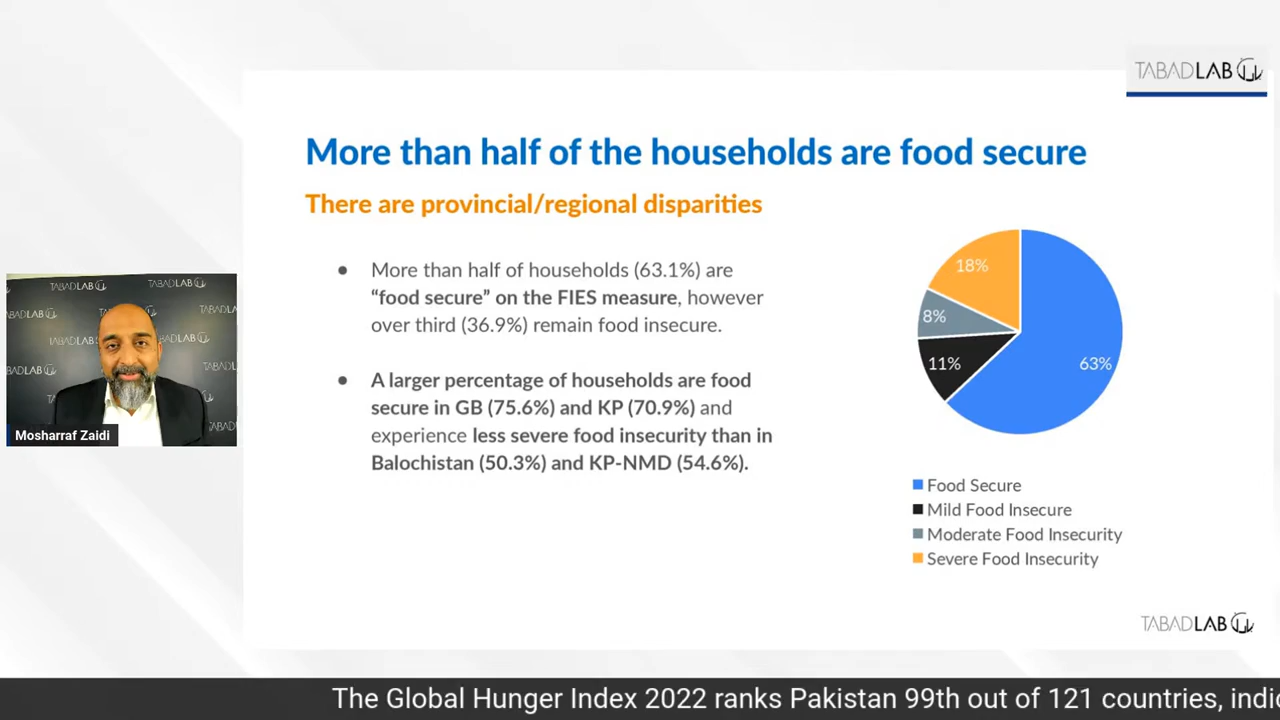 TABADLAB
More than half of the households are food secure
There are provincial/regional disparities
● More than half of households (63.1%) are
“food secure” on the FIES measure, however
over third (36.9%) remain food insecure.
● A larger percentage of households are food
secure in GB (75.6%) and KP (70.9%) and
experience less severe food insecurity than in
Balochistan (50.3%) and KP-NMD (54.6%).
18%
8%
11%
63%
Food Secure
Mild Food Insecure
Moderate Food Insecurity
Severe Food Insecurity
TABADLAB
TABADLAB
TABADLAB
TABADLAB
Mosharraf Zaidi
TABADLAB
The Global Hunger Index 2022 ranks Pakistan 99th out of 121 countries, indic